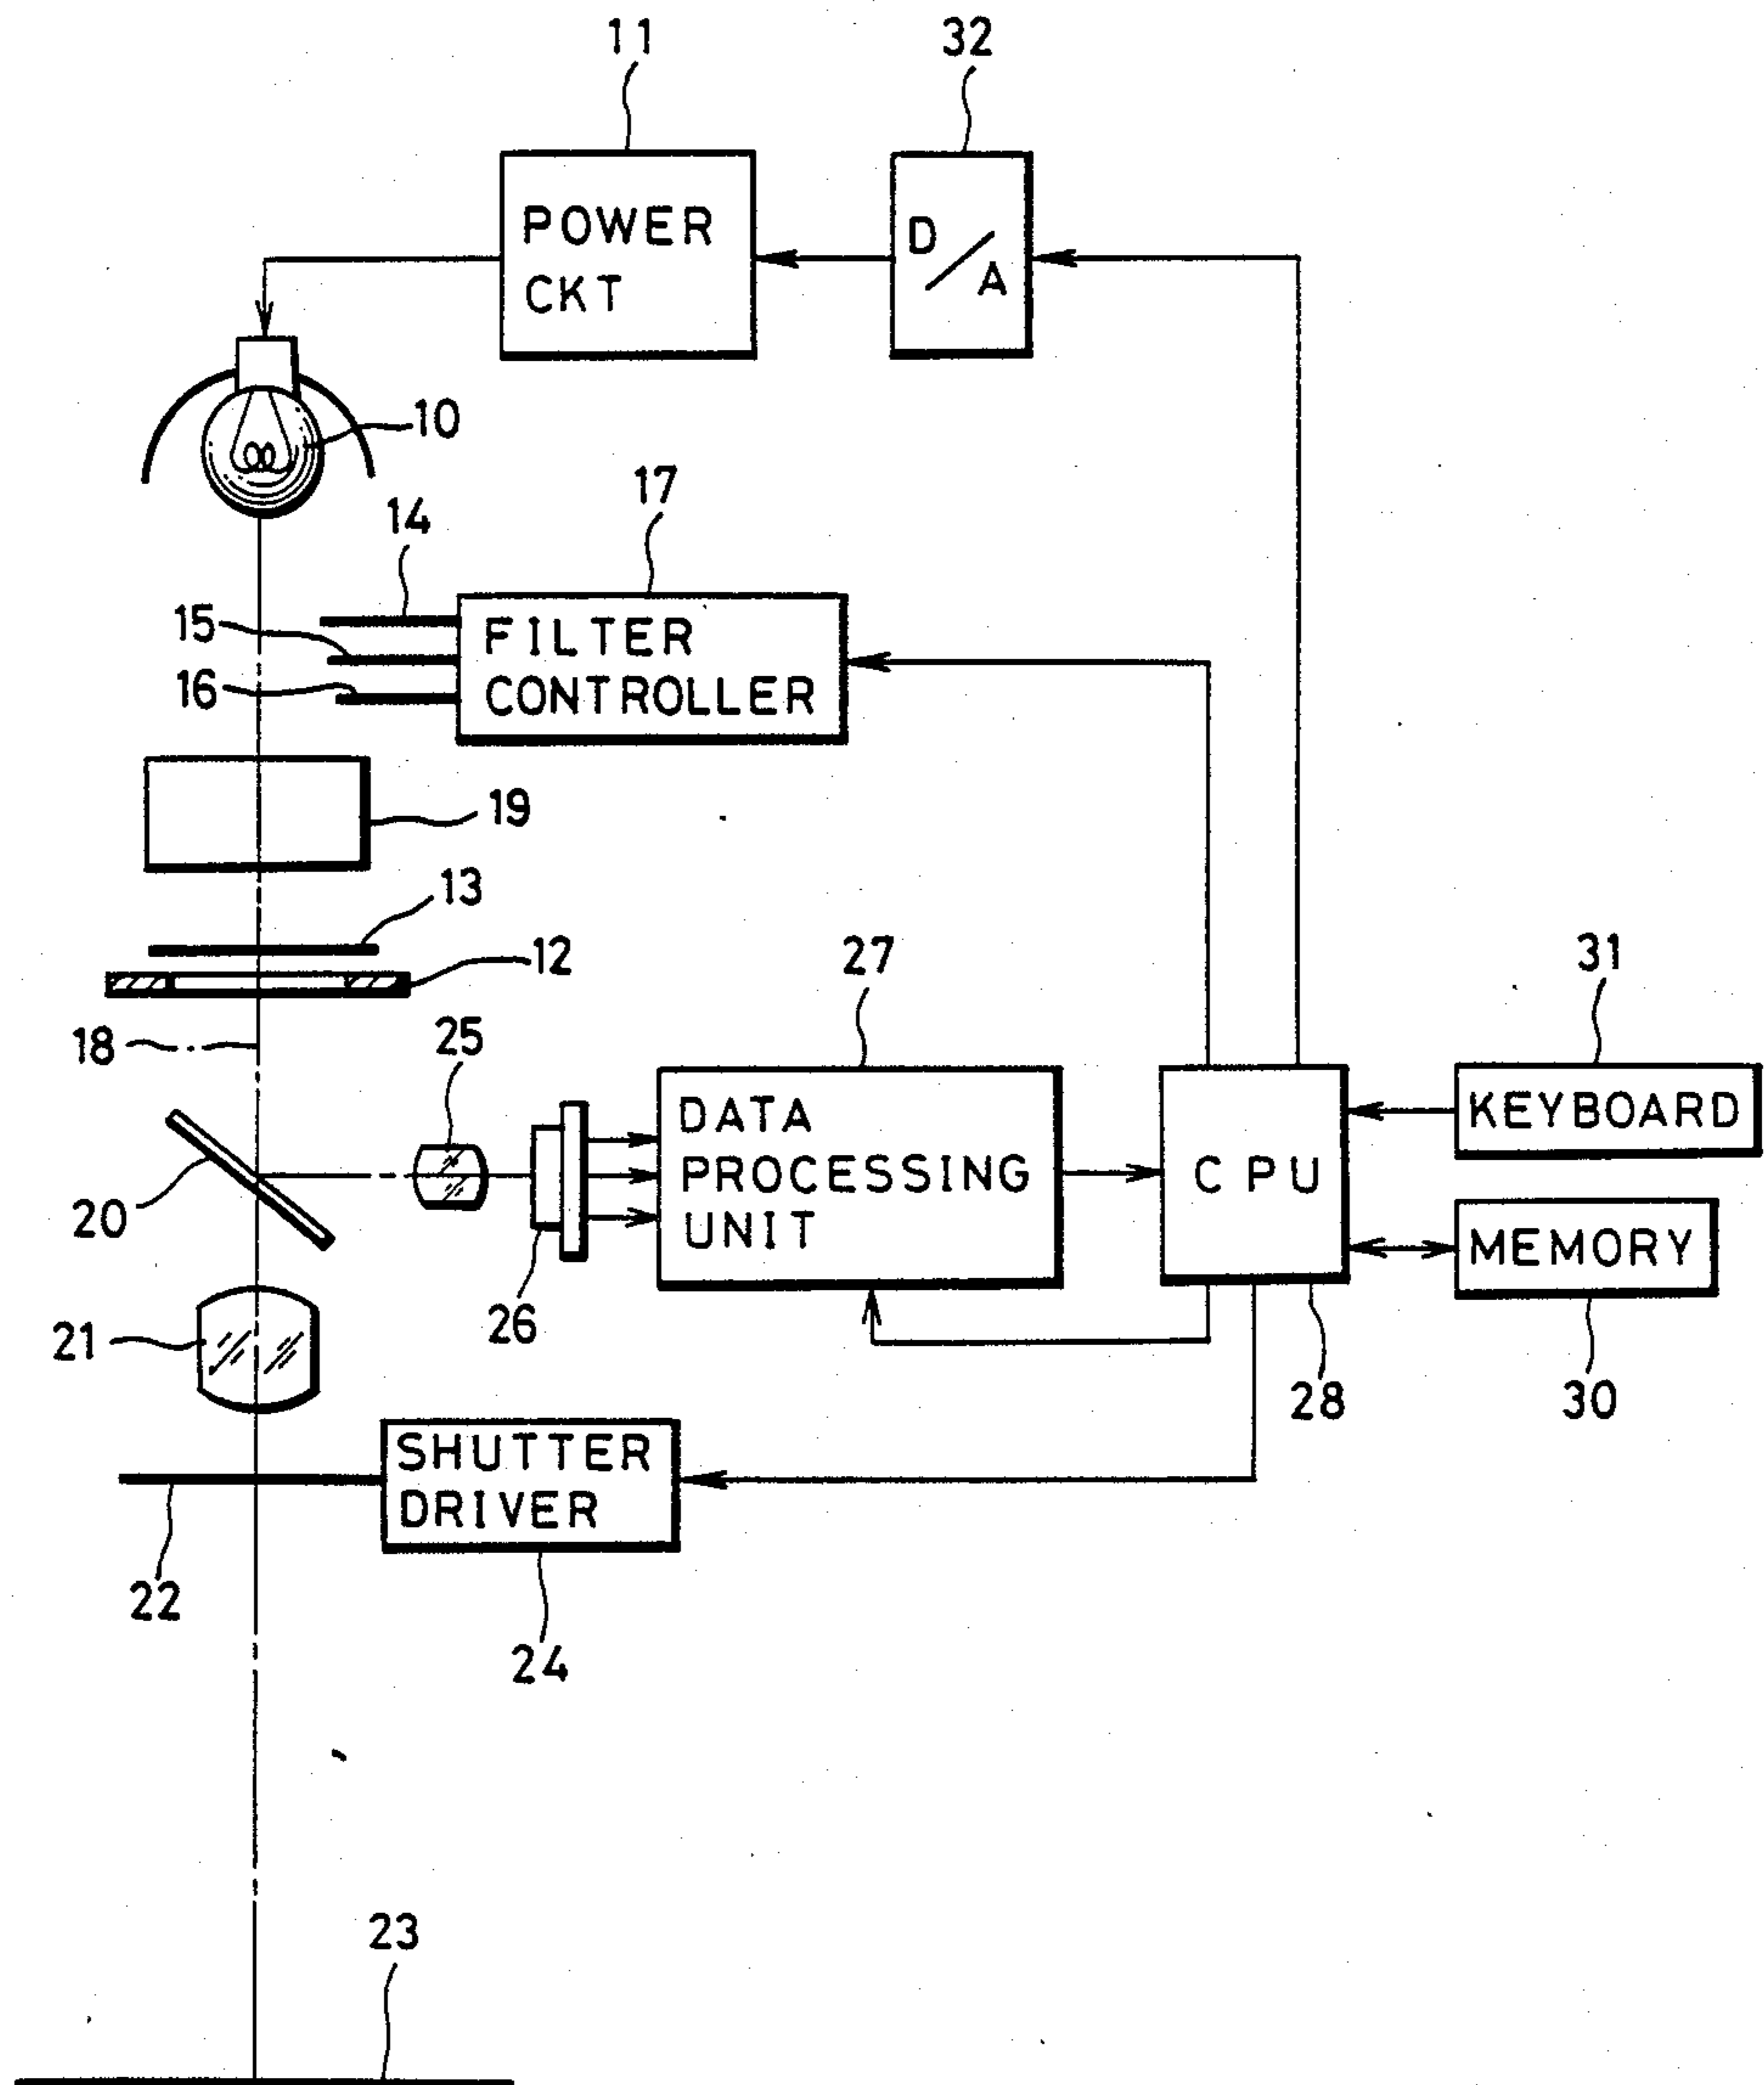 11
32
POWER
CKT
D/A
10
17
14
15
16
FILTER
CONTROLLER
19
13
12
27
31
18
25
DATA
PROCESSING
UNIT
CPU
KEYBOARD
MEMORY
20
26
21
28
30
SHUTTER
DRIVER
22
24
23